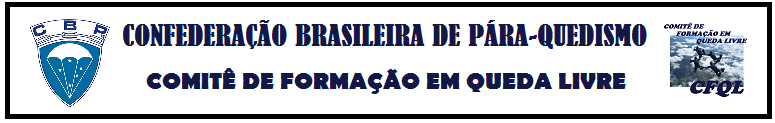 CBP
CONFEDERAÇÃO BRASILEIRA DE PÁRA-QUEDISMO
COMITÊ DE FORMAÇÃO EM QUEDA LIVRE
COMITÊ DE
FORMAÇÃO EM
QUEDA LIVRE
CFQL